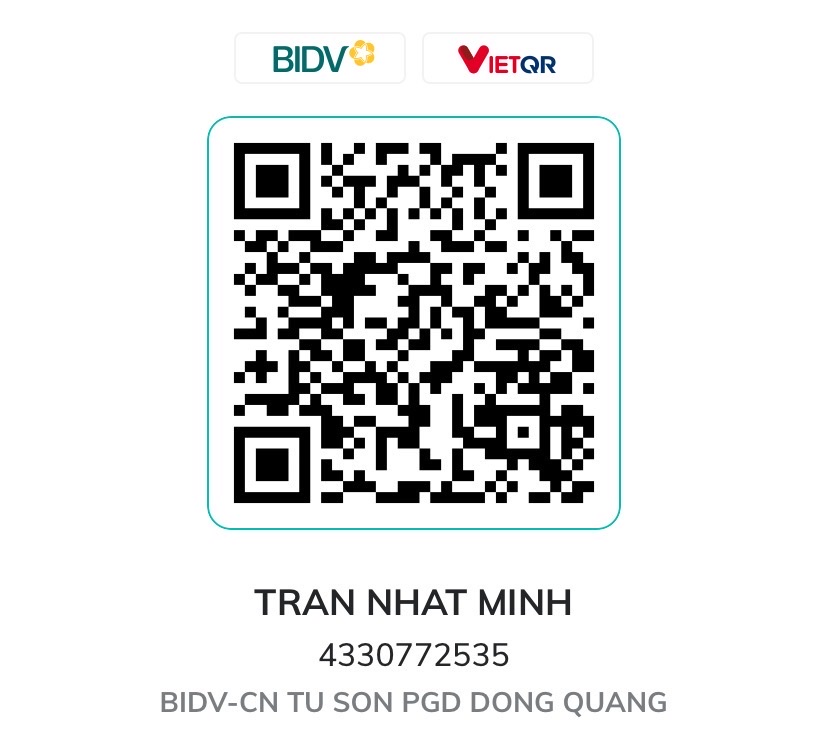 BIDV
VIETQR
TRAN NHAT MINH
4330772535
BIDV-CN TU SON PGD DONG QUANG